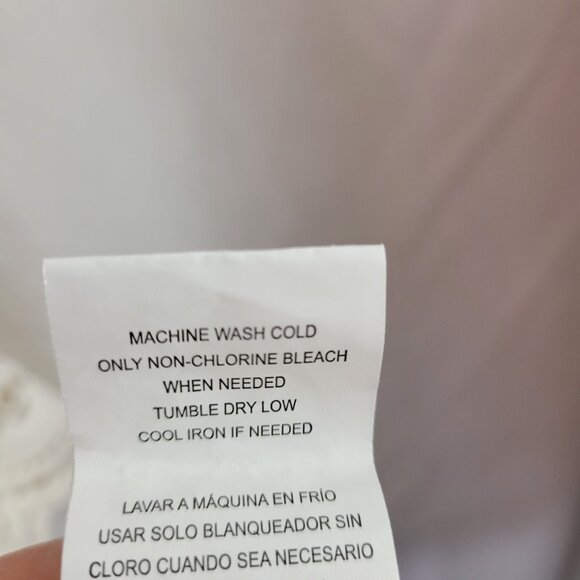 MACHINE WASH COLD
ONLY NON-CHLORINE BLEACH
WHEN NEEDED
TUMBLE DRY LOW
COOL IRON IF NEEDED
LAVAR A MÁQUINA EN FRÍO
USAR SOLO BLANQUEADOR SIN
CLORO CUANDO SEA NECESARIO